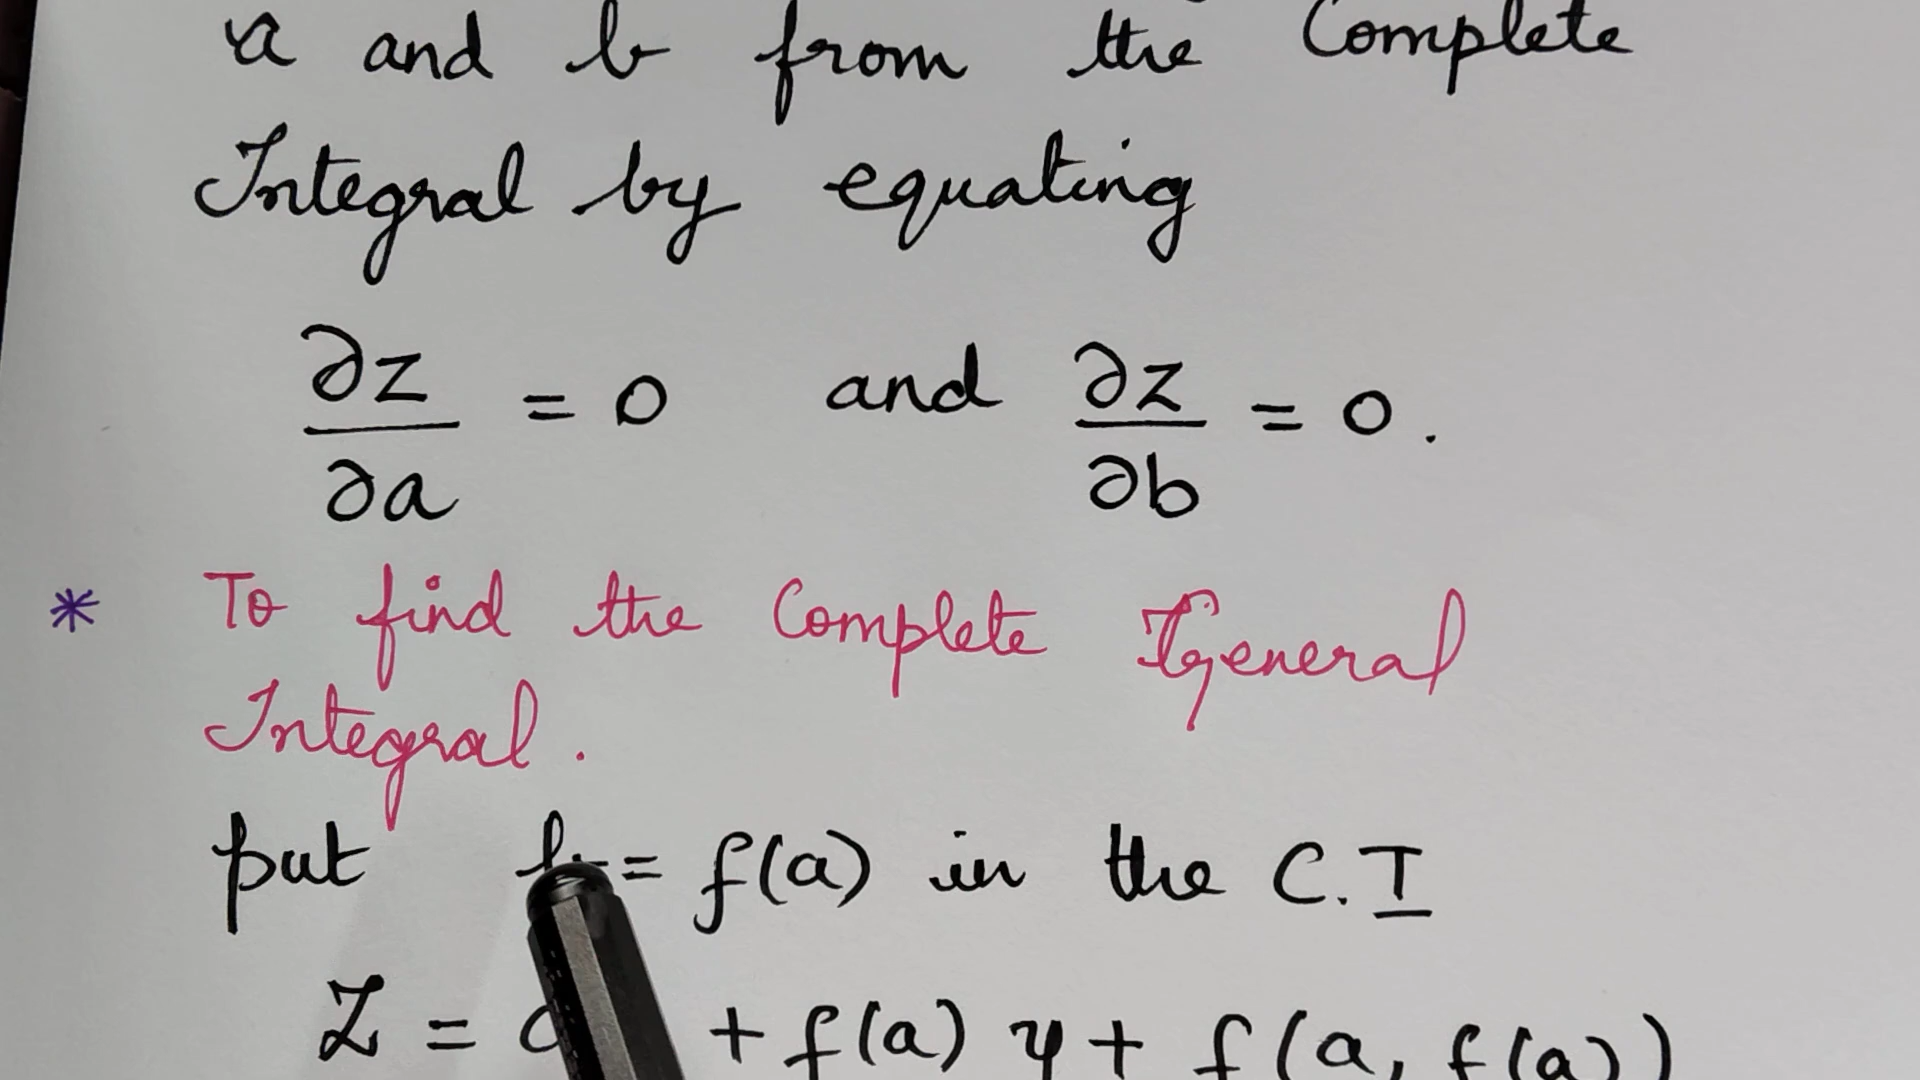 a and b from the Complete
Integral by equating
∂z/∂a = 0 and ∂z/∂b = 0.
* To find the Complete General
Integral.
put b = f(a) in the C.I
Z = + f(a) y + f(a, f(a))